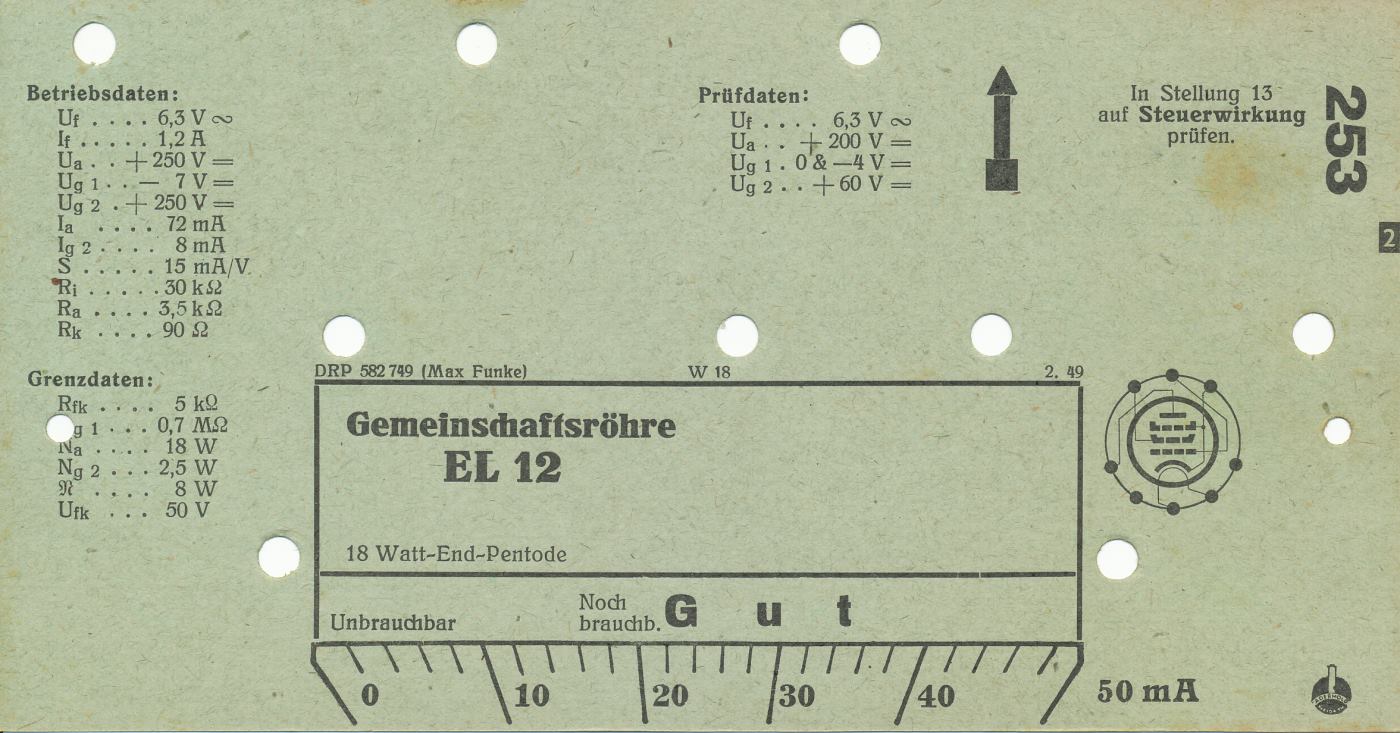 Betriebsdaten:
Uf . . . . 6,3 V ∞
If . . . . . 1,2 A
Ua . . + 250 V =
Ug 1 . . — 7 V =
Ug 2 . + 250 V =
Ia . . . . 72 mA
Ig 2 . . . . 8 mA
S . . . . . 15 mA/V
Ri . . . . . 30 kΩ
Ra . . . . 3,5 kΩ
Rk . . . . 90 Ω
Grenzdaten:
Rfk . . . . 5 kΩ
g 1 . . . 0,7 MΩ
Na . . . . 18 W
Ng 2 . . . 2,5 W
𝔑 . . . . 8 W
Ufk . . . 50 V
Prüfdaten:
Uf . . . . 6,3 V ∞
Ua . . + 200 V =
Ug 1 . 0 & —4 V =
Ug 2 . . + 60 V =
In Stellung 13
auf Steuerwirkung
prüfen.
253
2
DRP 582 749 (Max Funke) W 18 2. 49
Gemeinschaftsröhre
EL 12
18 Watt-End-Pentode
Unbrauchbar
Noch
brauchb.
Gut
0 10 20 30 40 50 mA